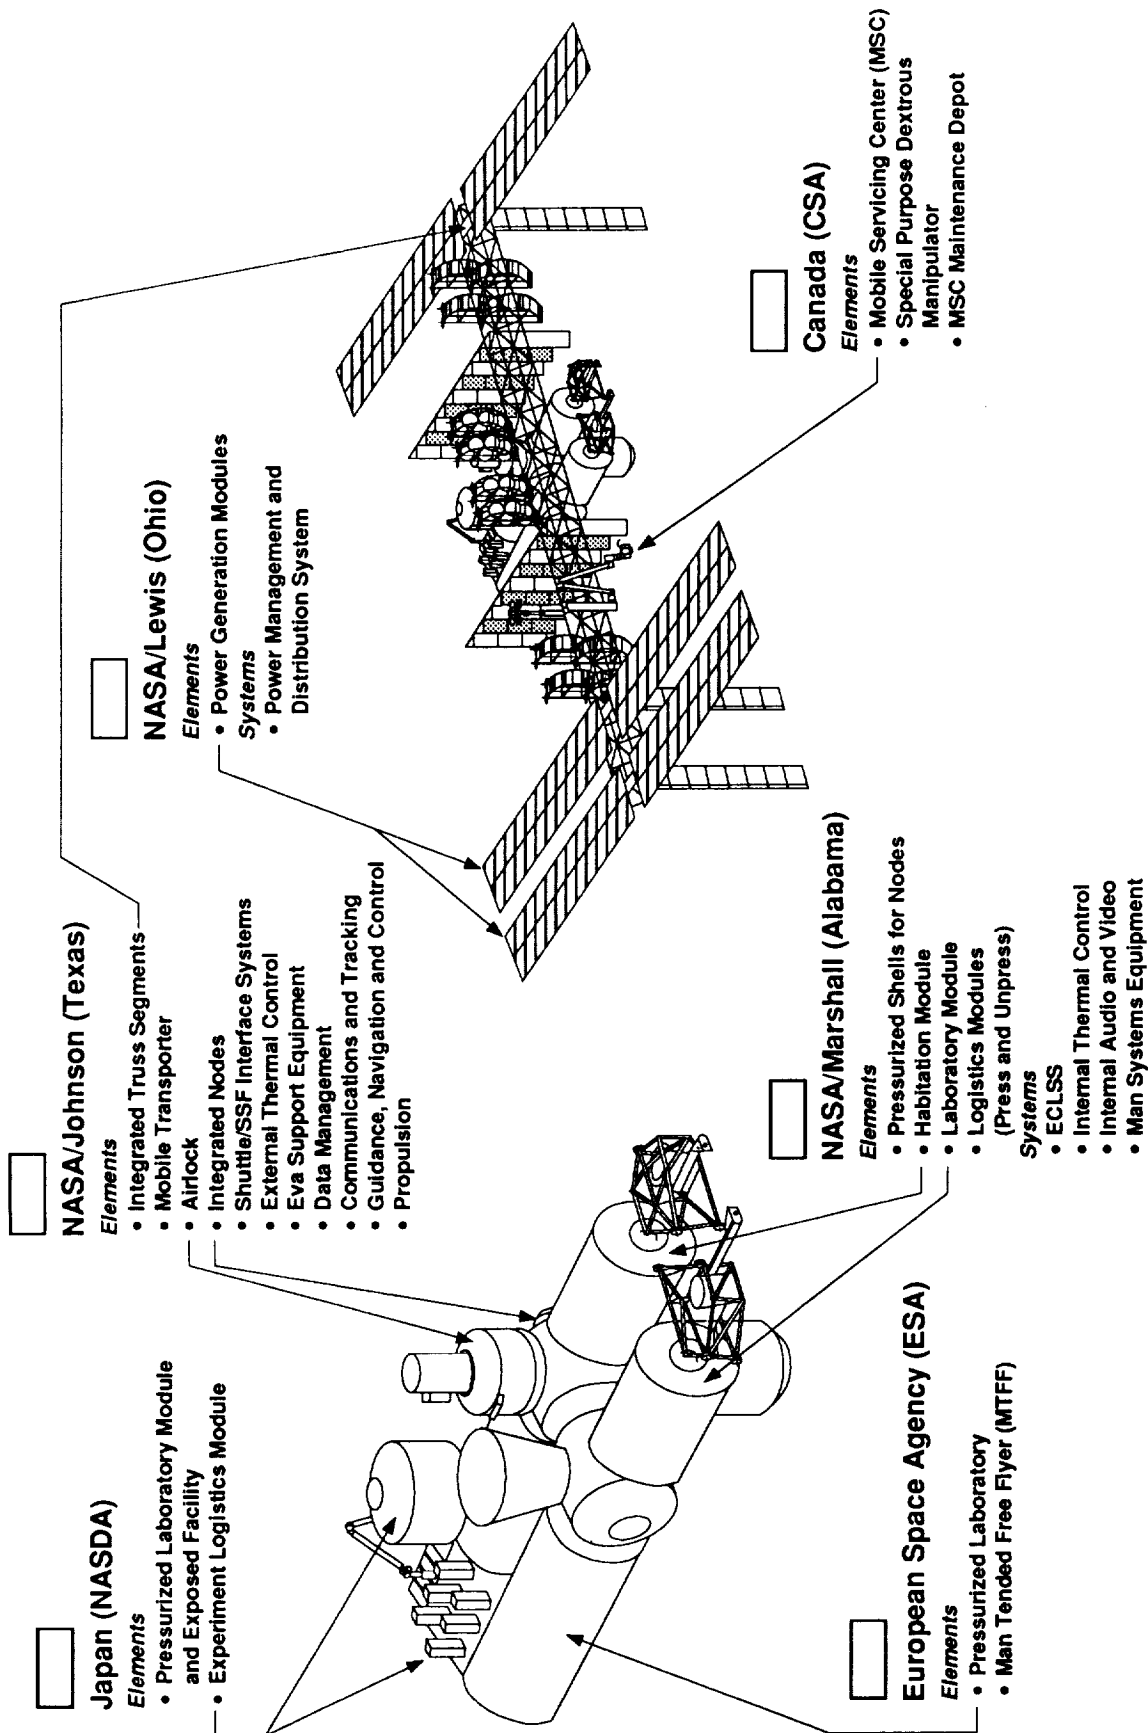 Japan (NASDA)
Elements
• Pressurized Laboratory Module
and Exposed Facility
• Experiment Logistics Module
NASA/Johnson (Texas)
Elements
• Integrated Truss Segments
• Mobile Transporter
• Airlock
• Integrated Nodes
• Shuttle/SSF Interface Systems
• External Thermal Control
• Eva Support Equipment
• Data Management
• Communications and Tracking
• Guidance, Navigation and Control
• Propulsion
NASA/Lewis (Ohio)
Elements
• Power Generation Modules
Systems
• Power Management and
Distribution System
European Space Agency (ESA)
Elements
• Pressurized Laboratory
• Man Tended Free Flyer (MTFF)
NASA/Marshall (Alabama)
Elements
• Pressurized Shells for Nodes
• Habitation Module
• Laboratory Module
• Logistics Modules
(Press and Unpress)
Systems
• ECLSS
• Internal Thermal Control
• Internal Audio and Video
• Man Systems Equipment
Canada (CSA)
Elements
• Mobile Servicing Center (MSC)
• Special Purpose Dextrous
Manipulator
• MSC Maintenance Depot